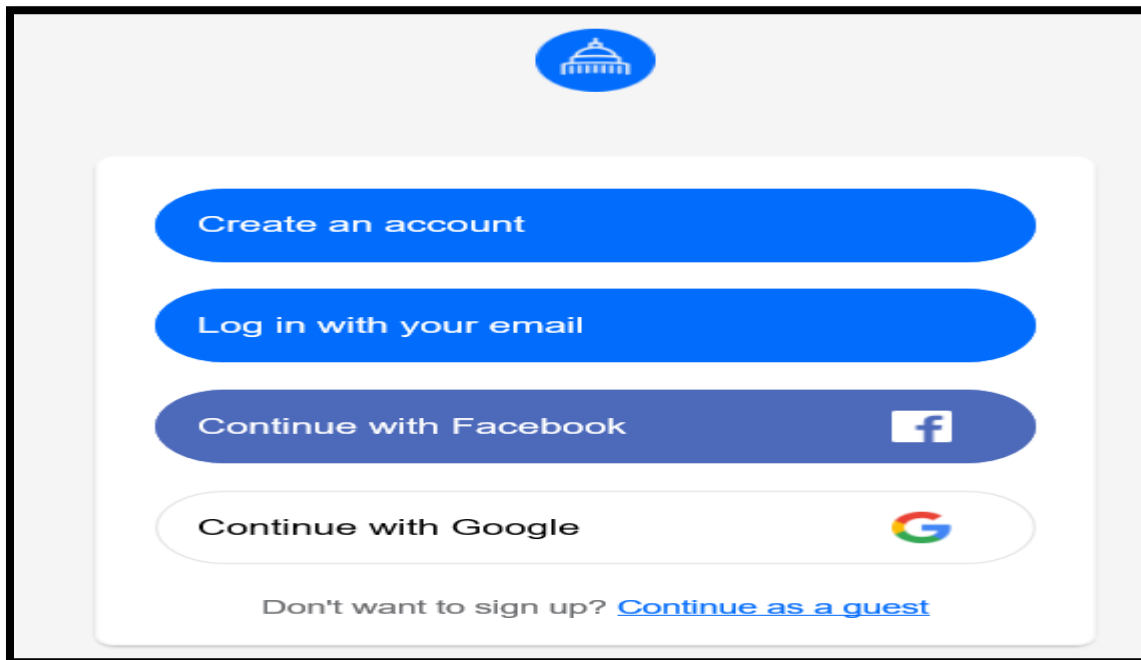 Create an account
Log in with your email
Continue with Facebook
Continue with Google
Don't want to sign up? Continue as a guest